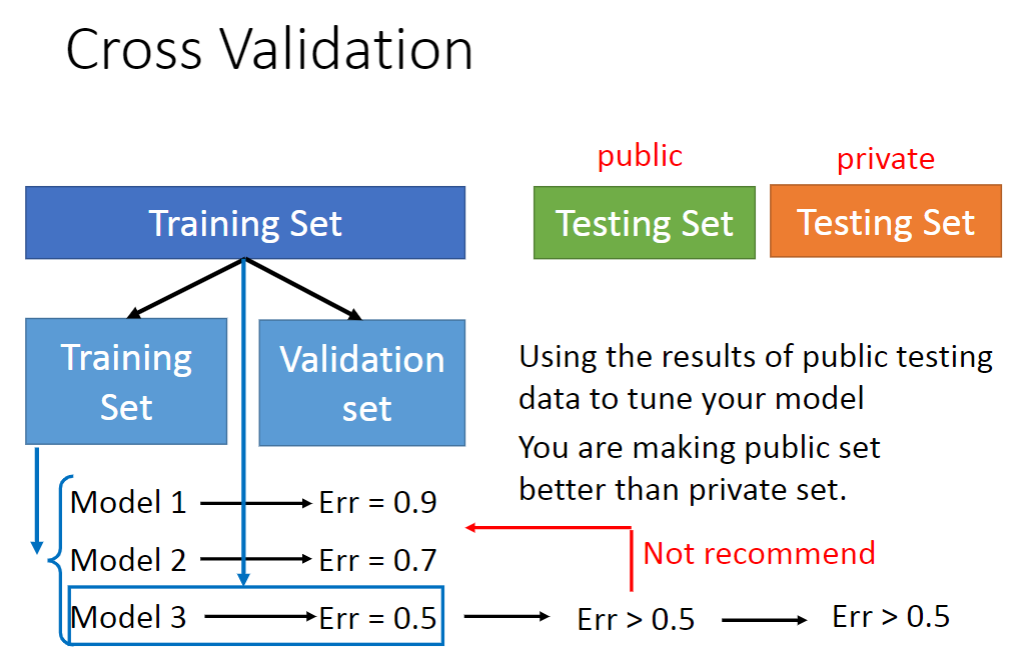 Cross Validation
public
private
Training Set
Testing Set
Testing Set
Training
Set
Validation
set
Using the results of public testing
data to tune your model
You are making public set
better than private set.
Model 1
Err = 0.9
Model 2
Err = 0.7
Not recommend
Model 3
Err = 0.5
Err > 0.5
Err > 0.5